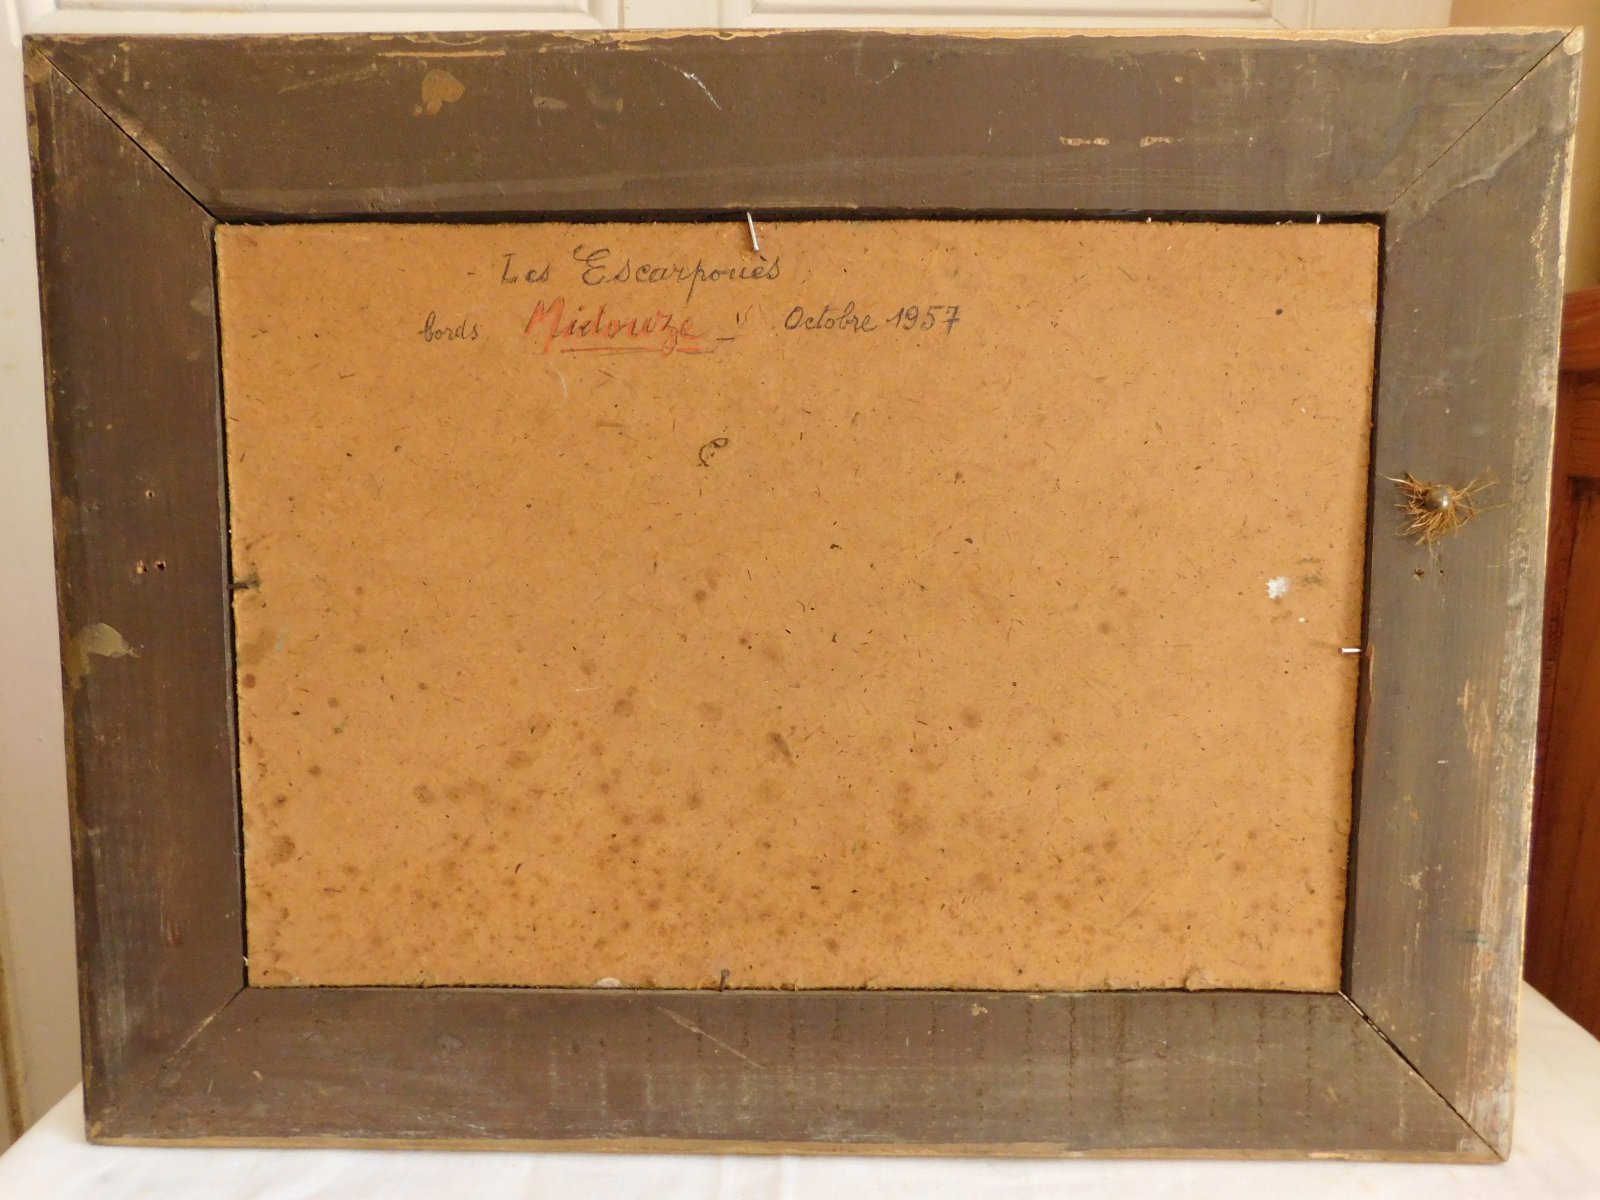 - Les Escarpouès
bords Midouze - Octobre 1957